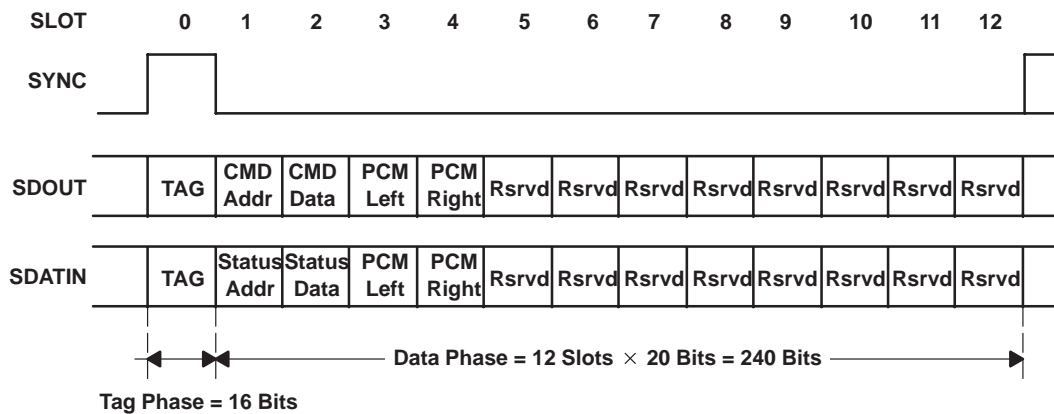 SLOT 0 1 2 3 4 5 6 7 8 9 10 11 12
SYNC
SDOUT TAG CMD Addr CMD Data PCM Left PCM Right Rsrvd Rsrvd Rsrvd Rsrvd Rsrvd Rsrvd Rsrvd Rsrvd
SDATIN TAG Status Addr Status Data PCM Left PCM Right Rsrvd Rsrvd Rsrvd Rsrvd Rsrvd Rsrvd Rsrvd Rsrvd
Data Phase = 12 Slots × 20 Bits = 240 Bits
Tag Phase = 16 Bits